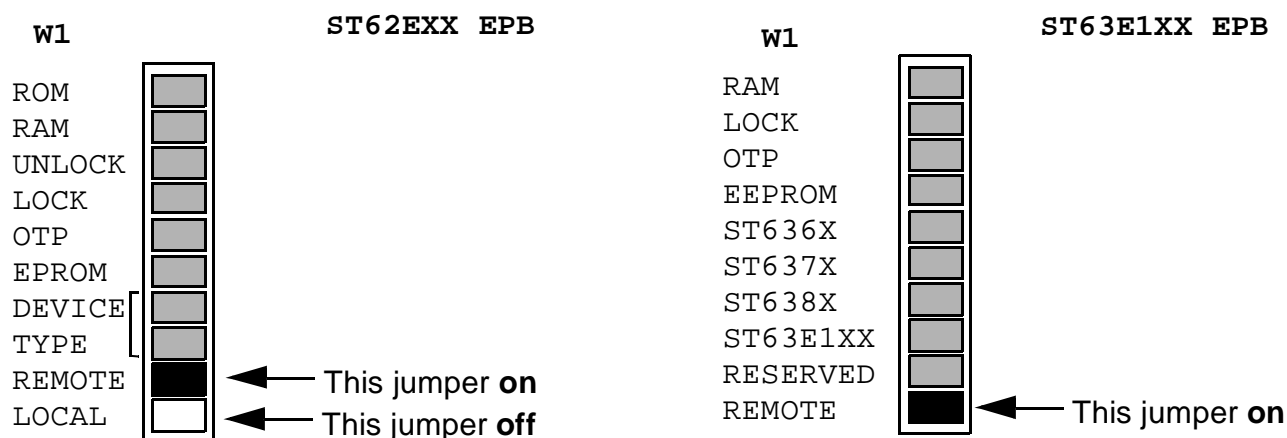 W1
ST62EXX EPB
ROM
RAM
UNLOCK
LOCK
OTP
EPROM
DEVICE
TYPE
REMOTE
This jumper on
LOCAL
This jumper off
W1
ST63E1XX EPB
RAM
LOCK
OTP
EEPROM
ST636X
ST637X
ST638X
ST63E1XX
RESERVED
REMOTE
This jumper on